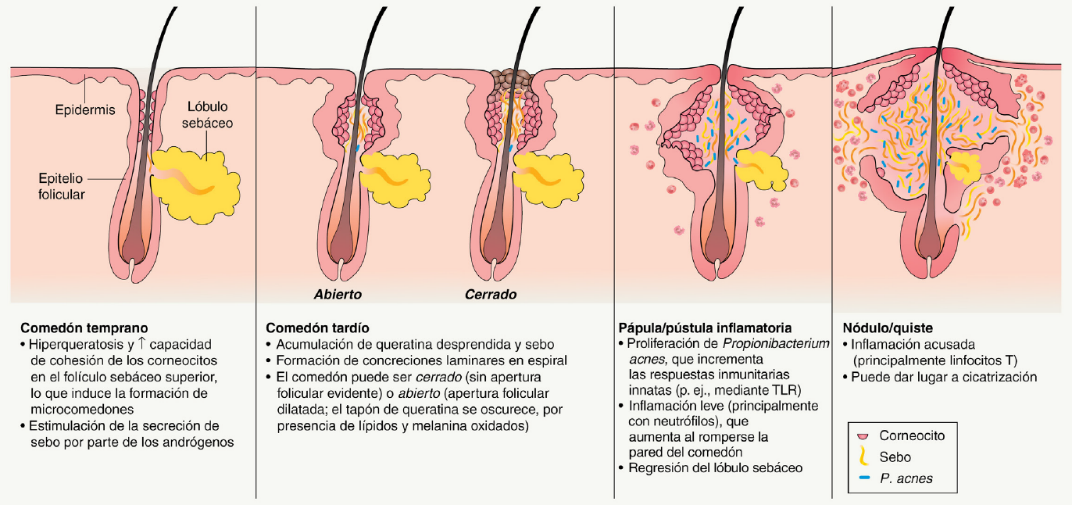 Epidermis
Lóbulo
sebáceo
Epitelio
folicular
Abierto
Cerrado
Comedón temprano
• Hiperqueratosis y ↑ capacidad
de cohesión de los corneocitos
en el folículo sebáceo superior,
lo que induce la formación de
microcomedones
• Estimulación de la secreción de
sebo por parte de los andrógenos
Comedón tardío
• Acumulación de queratina desprendida y sebo
• Formación de concreciones laminares en espiral
• El comedón puede ser cerrado (sin apertura
folicular evidente) o abierto (apertura folicular
dilatada; el tapón de queratina se oscurece, por
presencia de lípidos y melanina oxidados)
Pápula/pústula inflamatoria
• Proliferación de Propionibacterium
acnes, que incrementa
las respuestas inmunitarias
innatas (p. ej., mediante TLR)
• Inflamación leve (principalmente
con neutrófilos), que
aumenta al romperse la
pared del comedón
• Regresión del lóbulo sebáceo
Nódulo/quiste
• Inflamación acusada
(principalmente linfocitos T)
• Puede dar lugar a cicatrización
Corneocito
Sebo
P. acnes